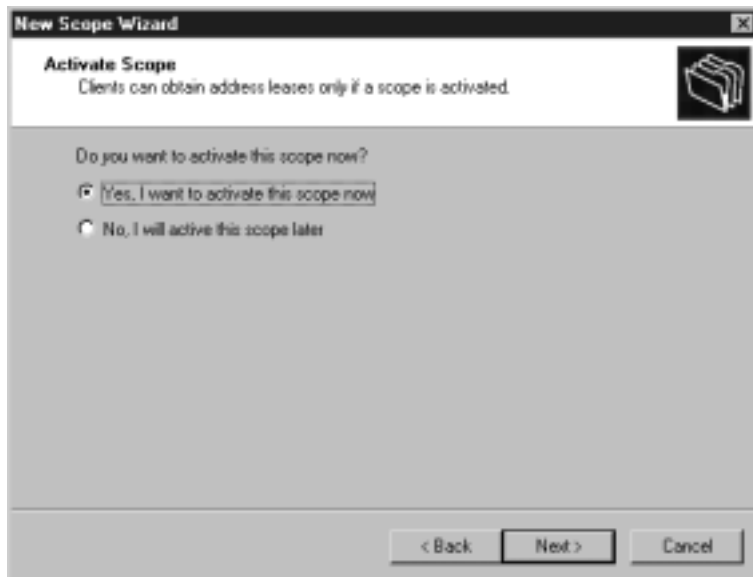 New Scope Wizard
Activate Scope
Clients can obtain address leases only if a scope is activated.
Do you want to activate this scope now?
Yes, I want to activate this scope now
No, I will active this scope later
< Back
Next >
Cancel